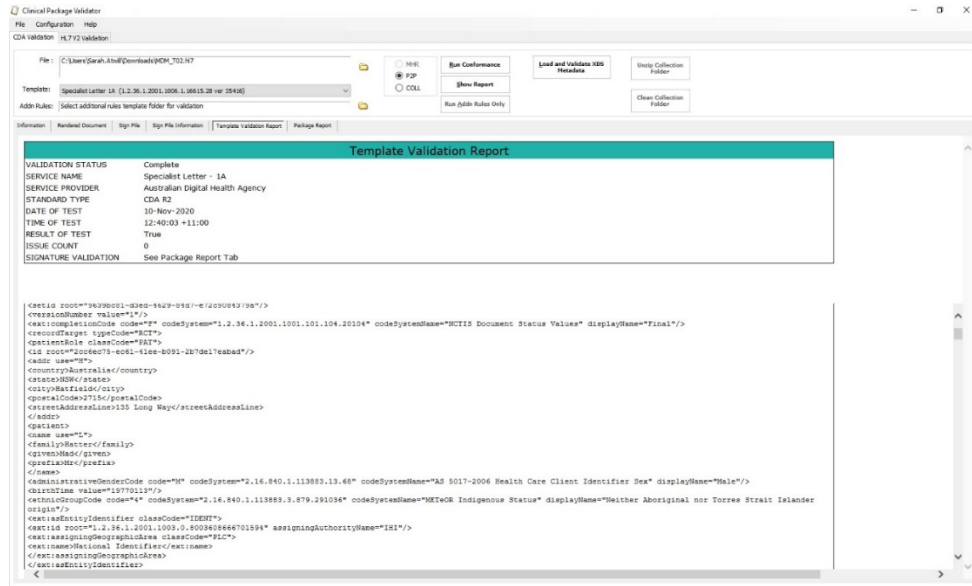 Clinical Package Validator
File Configuration Help
CDA Validation HL7 V2 Validation
File : C:\Users\Sarah.Atwill\Downloads\MDM_T02.hl7
MHR
P2P
COLL
Run Conformance
Show Report
Run Addn Rules Only
Load and Validate XDS
Metadata
Unzip Collection
Folder
Clean Collection
Folder
Template: Specialist Letter 1A (1.2.36.1.2001.1006.1.16615.28 ver 35416)
Addn Rules: Select additional rules template folder for validation
Information Rendered Document Sign File Sign File Information Template Validation Report Package Report
Template Validation Report
VALIDATION STATUS Complete
SERVICE NAME Specialist Letter - 1A
SERVICE PROVIDER Australian Digital Health Agency
STANDARD TYPE CDA R2
DATE OF TEST 10-Nov-2020
TIME OF TEST 12:40:03 +11:00
RESULT OF TEST True
ISSUE COUNT 0
SIGNATURE VALIDATION See Package Report Tab
<setId root="9639bc81-d3ed-4629-84d7-e72c9084379a"/>
<versionNumber value="1"/>
<ext:completionCode code="F" codeSystem="1.2.36.1.2001.1001.101.104.20104" codeSystemName="NCTIS Document Status Values" displayName="Final"/>
<recordTarget typeCode="RCT">
<patientRole classCode="PAT">
<id root="2cc6ec75-ec61-41ee-b091-2b7de17eabad"/>
<addr use="H">
<country>Australia</country>
<state>NSW</state>
<city>Hatfield</city>
<postalCode>2715</postalCode>
<streetAddressLine>135 Long Way</streetAddressLine>
</addr>
<patient>
<name use="L">
<family>Hatter</family>
<given>Mad</given>
<prefix>Mr</prefix>
</name>
<administrativeGenderCode code="M" codeSystem="2.16.840.1.113883.13.68" codeSystemName="AS 5017-2006 Health Care Client Identifier Sex" displayName="Male"/>
<birthTime value="19770113"/>
<ethnicGroupCode code="4" codeSystem="2.16.840.1.113883.3.879.291036" codeSystemName="METeOR Indigenous Status" displayName="Neither Aboriginal nor Torres Strait Islander
origin"/>
<ext:asEntityIdentifier classCode="IDENT">
<ext:id root="1.2.36.1.2001.1003.0.8003608666701594" assigningAuthorityName="IHI"/>
<ext:assigningGeographicArea classCode="PLC">
<ext:name>National Identifier</ext:name>
</ext:assigningGeographicArea>
</ext:asEntityIdentifier>